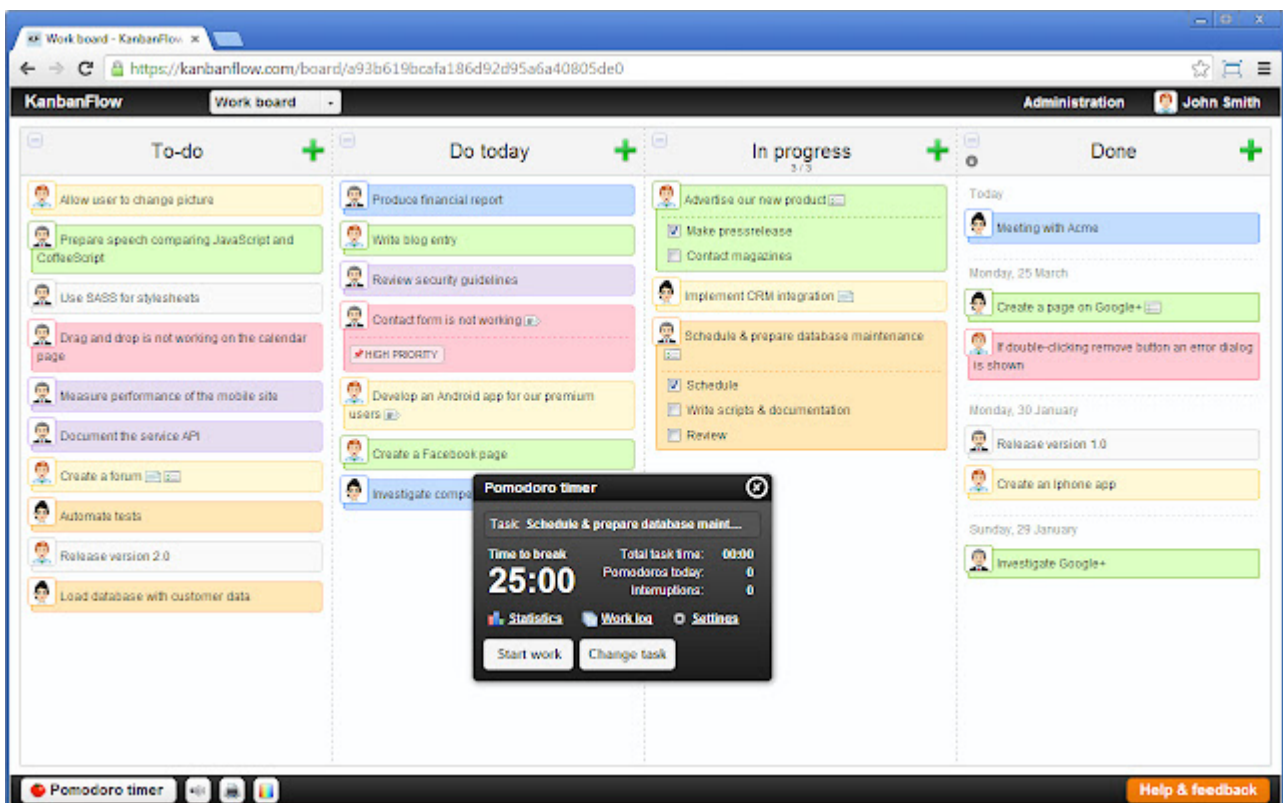 Work board - KanbanFlow
https://kanbanflow.com/board/a93b619bcafa186d92d95a6a40805de0
KanbanFlow
Work board
Administration
John Smith
To-do
Allow user to change picture
Prepare speech comparing JavaScript and
CoffeeScript
Use SASS for stylesheets
Drag and drop is not working on the calendar
page
Measure performance of the mobile site
Document the service API
Create a forum
Automate tests
Release version 2.0
Load database with customer data
Do today
Produce financial report
Write blog entry
Review security guidelines
Contact form is not working
HIGH PRIORITY
Develop an Android app for our premium
users
Create a Facebook page
Investigate compe
In progress
3 / 3
Advertise our new product
Make pressrelease
Contact magazines
Implement CRM integration
Schedule & prepare database maintenance
Schedule
Write scripts & documentation
Review
Done
Today
Meeting with Acme
Monday, 25 March
Create a page on Google+
If double-clicking remove button an error dialog
is shown
Monday, 30 January
Release version 1.0
Create an Iphone app
Sunday, 29 January
Investigate Google+
Pomodoro timer
Task: Schedule & prepare database maint....
Time to break
25:00
Total task time: 00:00
Pomodoros today: 0
Interruptions: 0
Statistics
Work log
Settings
Start work
Change task
Pomodoro timer
Help & feedback